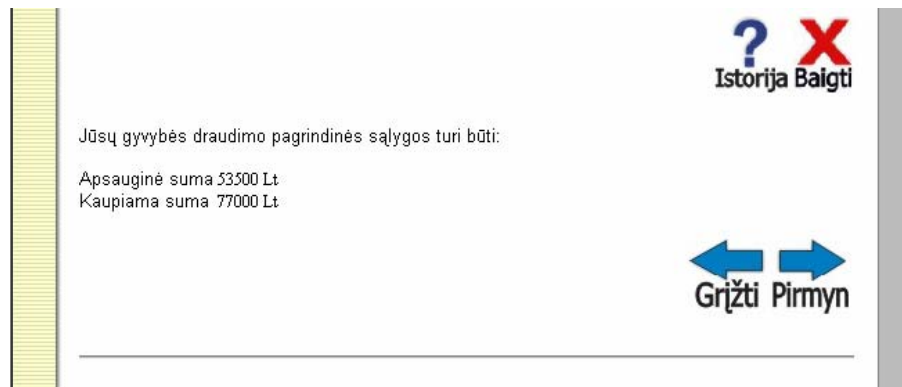 Istorija Baigti
Jūsų gyvybės draudimo pagrindinės sąlygos turi būti:
Apsauginė suma 53500 Lt
Kaupiama suma 77000 Lt
Grįžti Pirmyn